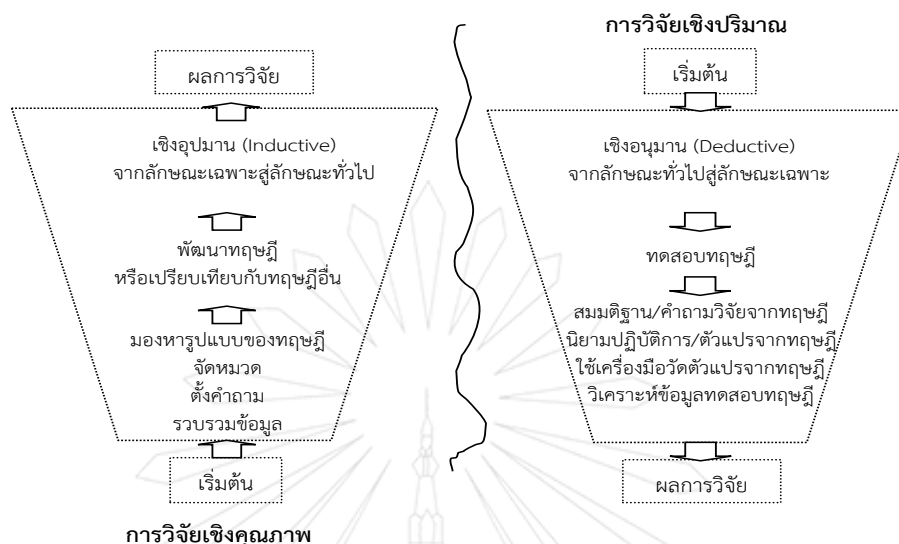 ผลการวิจัย
เชิงอุปมาน (Inductive)
จากลักษณะเฉพาะสู่ลักษณะทั่วไป
พัฒนาทฤษฎี
หรือเปรียบเทียบกับทฤษฎีอื่น
มองหารูปแบบของทฤษฎี
จัดหมวด
ตั้งคำถาม
รวบรวมข้อมูล
เริ่มต้น
การวิจัยเชิงคุณภาพ
การวิจัยเชิงปริมาณ
เริ่มต้น
เชิงอนุมาน (Deductive)
จากลักษณะทั่วไปสู่ลักษณะเฉพาะ
ทดสอบทฤษฎี
สมมติฐาน/คำถามวิจัยจากทฤษฎี
นิยามปฏิบัติการ/ตัวแปรจากทฤษฎี
ใช้เครื่องมือวัดตัวแปรจากทฤษฎี
วิเคราะห์ข้อมูลทดสอบทฤษฎี
ผลการวิจัย